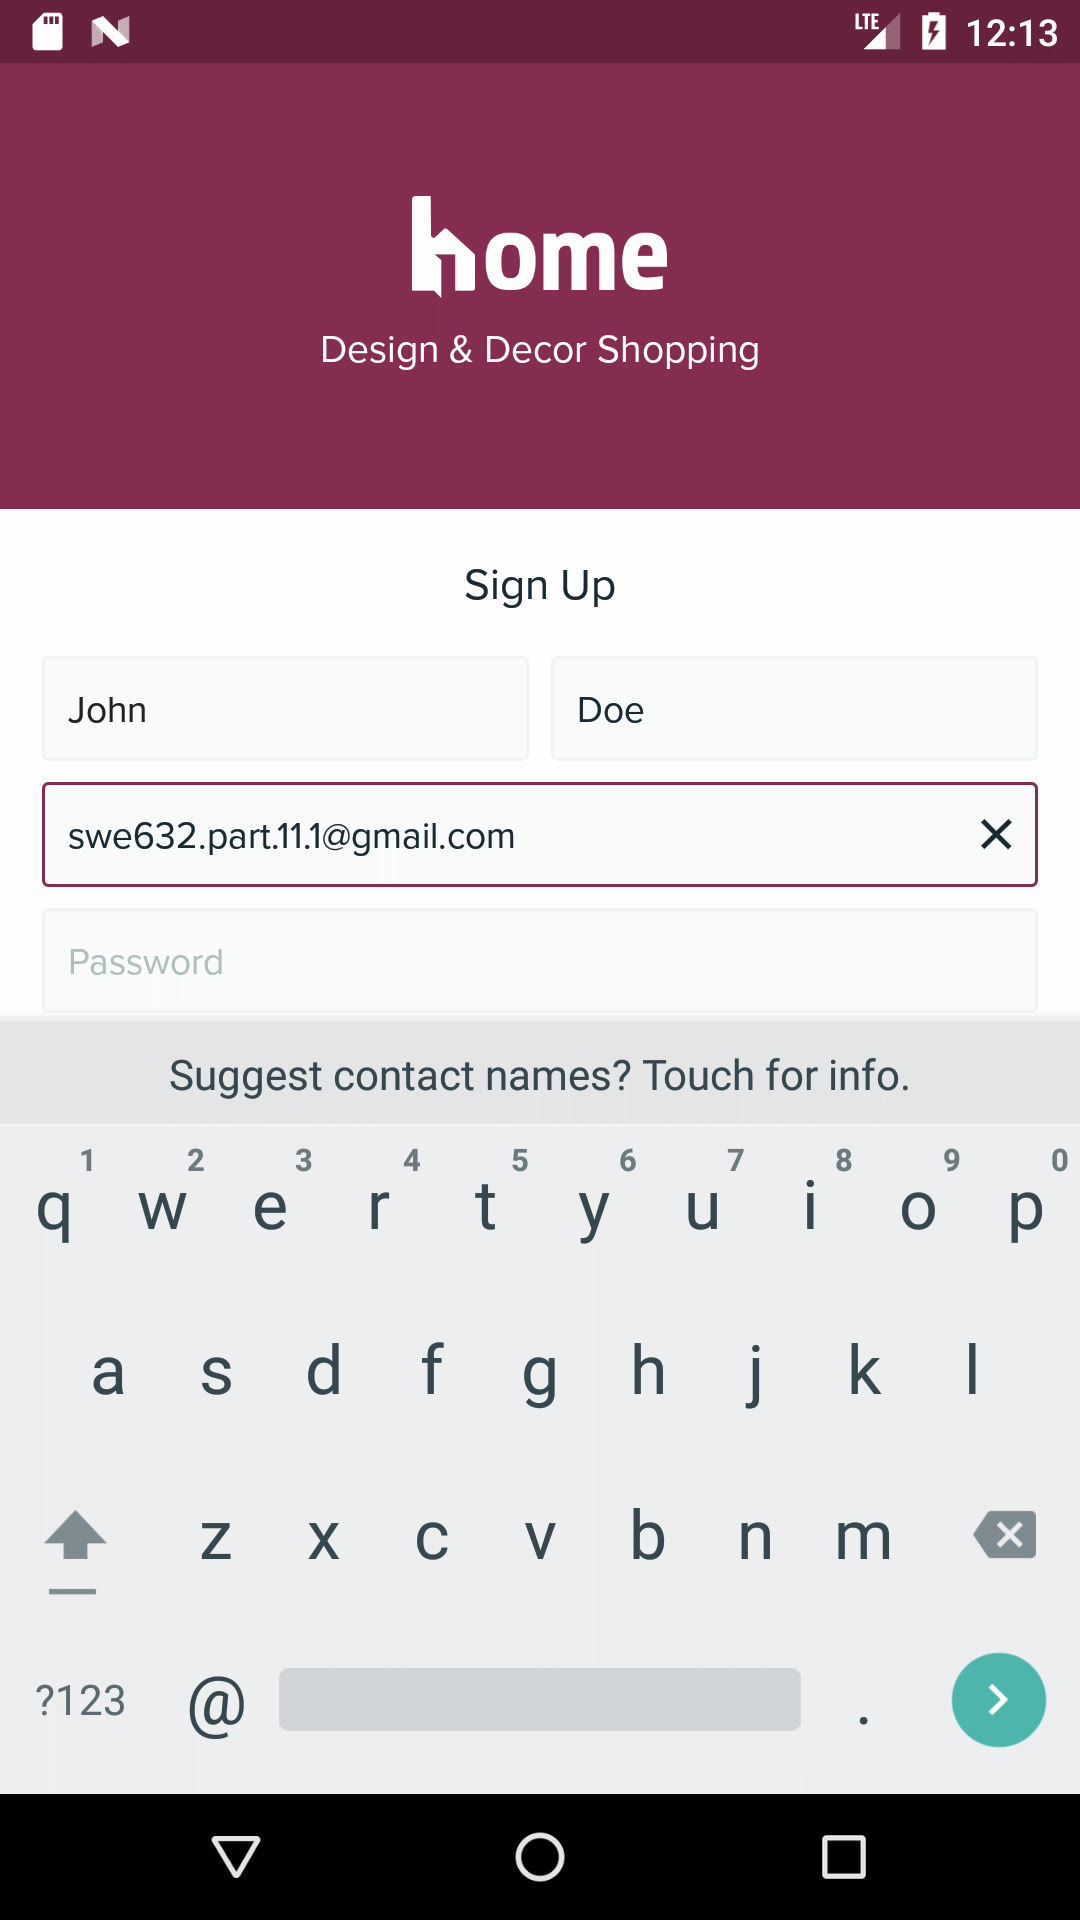 LTE 12:13
home
Design & Decor Shopping
Sign Up
John Doe
swe632.part.11.1@gmail.com
Password
Suggest contact names? Touch for info.
1 2 3 4 5 6 7 8 9 0
q w e r t y u i o p
a s d f g h j k l
z x c v b n m
?123 @ .